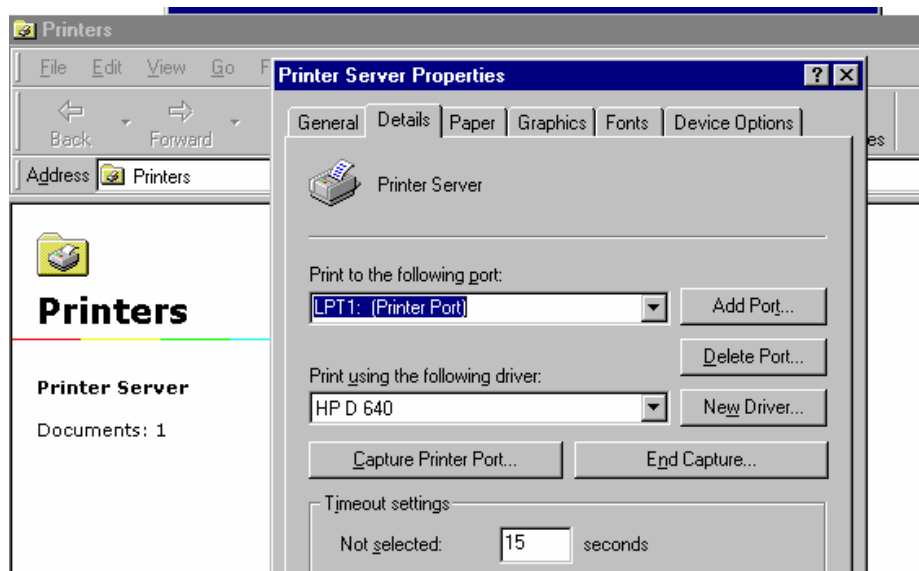 Printers
File Edit View Go F
Back Forward
es
Address Printers
Printers
Printer Server
Documents: 1
Printer Server Properties
General Details Paper Graphics Fonts Device Options
Printer Server
Print to the following port:
LPT1: (Printer Port)
Add Port...
Delete Port...
Print using the following driver:
HP D 640
New Driver...
Capture Printer Port... End Capture...
Timeout settings
Not selected: 15 seconds